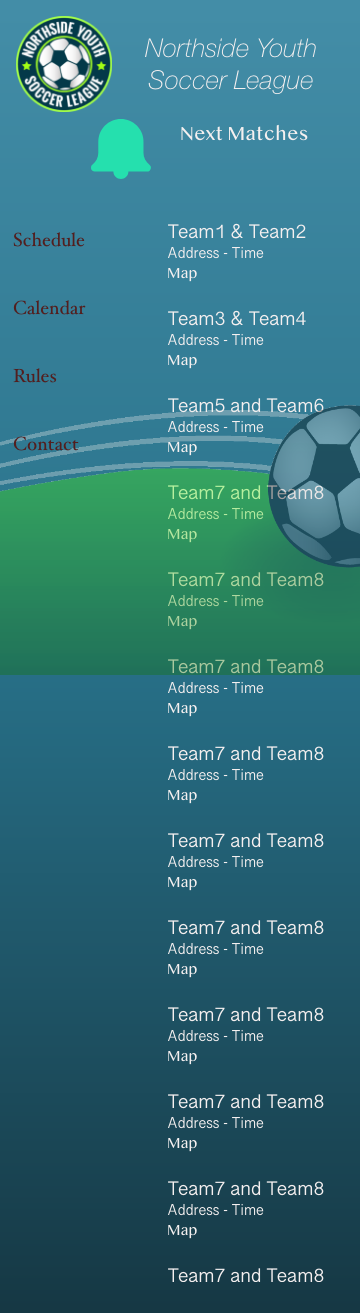 NORTHSIDE YOUTH
SOCCER LEAGUE
Northside Youth
Soccer League
Next Matches
Schedule
Calendar
Rules
Contact
Team1 & Team2
Address - Time
Map
Team3 & Team4
Address - Time
Map
Team5 and Team6
Address - Time
Map
Team7 and Team8
Address - Time
Map
Team7 and Team8
Address - Time
Map
Team7 and Team8
Address - Time
Map
Team7 and Team8
Address - Time
Map
Team7 and Team8
Address - Time
Map
Team7 and Team8
Address - Time
Map
Team7 and Team8
Address - Time
Map
Team7 and Team8
Address - Time
Map
Team7 and Team8
Address - Time
Map
Team7 and Team8